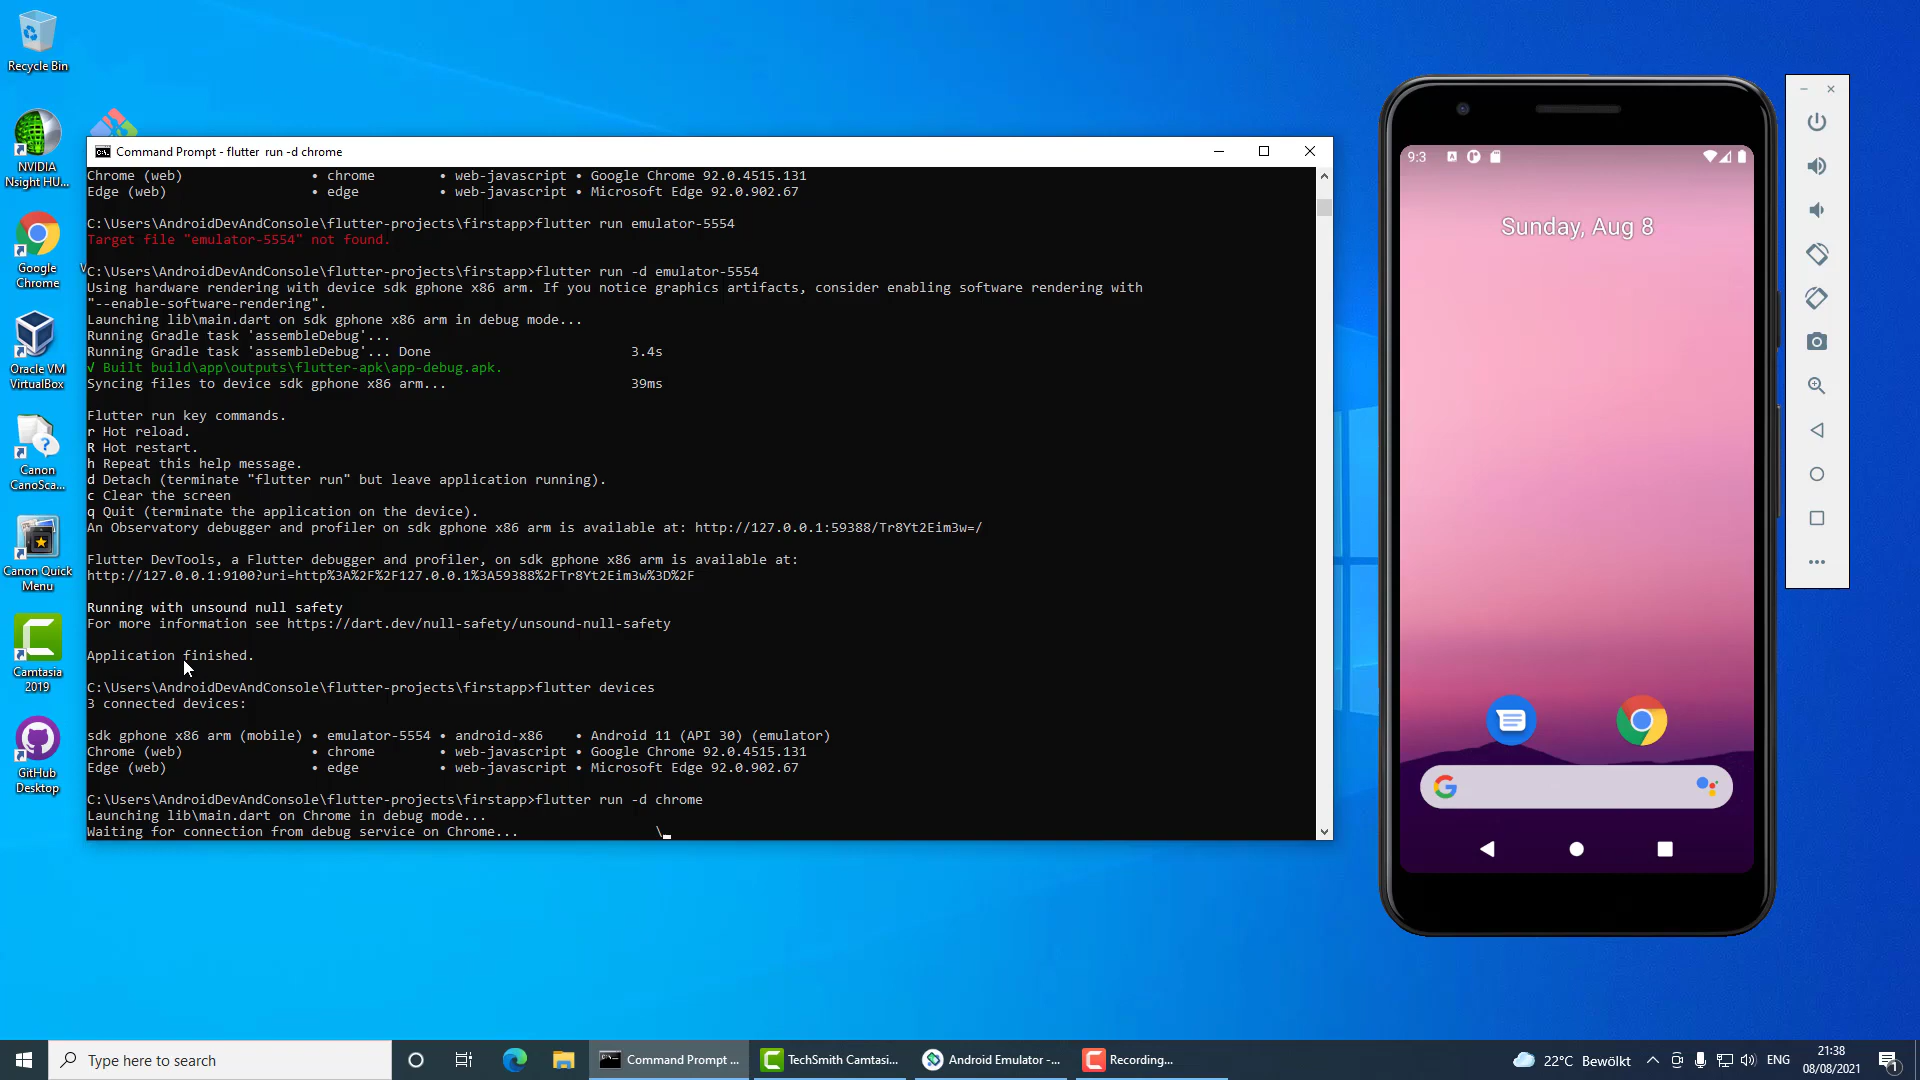 Recycle Bin
NVIDIA
Nsight HU...
Google
Chrome
Oracle VM
VirtualBox
Canon
CanoSca...
Canon Quick
Menu
Camtasia
2019
GitHub
Desktop
Command Prompt - flutter run -d chrome
Chrome (web) • chrome • web-javascript • Google Chrome 92.0.4515.131
Edge (web) • edge • web-javascript • Microsoft Edge 92.0.902.67
C:\Users\AndroidDevAndConsole\flutter-projects\firstapp>flutter run emulator-5554
Target file "emulator-5554" not found.
C:\Users\AndroidDevAndConsole\flutter-projects\firstapp>flutter run -d emulator-5554
Using hardware rendering with device sdk gphone x86 arm. If you notice graphics artifacts, consider enabling software rendering with
"--enable-software-rendering".
Launching lib\main.dart on sdk gphone x86 arm in debug mode...
Running Gradle task 'assembleDebug'...
Running Gradle task 'assembleDebug'... Done 3.4s
√ Built build\app\outputs\flutter-apk\app-debug.apk.
Syncing files to device sdk gphone x86 arm... 39ms
Flutter run key commands.
r Hot reload.
R Hot restart.
h Repeat this help message.
d Detach (terminate "flutter run" but leave application running).
c Clear the screen
q Quit (terminate the application on the device).
An Observatory debugger and profiler on sdk gphone x86 arm is available at: http://127.0.0.1:59388/Tr8Yt2Eim3w=/
Flutter DevTools, a Flutter debugger and profiler, on sdk gphone x86 arm is available at:
http://127.0.0.1:9100?uri=http%3A%2F%2F127.0.0.1%3A59388%2FTr8Yt2Eim3w%3D%2F
Running with unsound null safety
For more information see https://dart.dev/null-safety/unsound-null-safety
Application finished.
C:\Users\AndroidDevAndConsole\flutter-projects\firstapp>flutter devices
3 connected devices:
sdk gphone x86 arm (mobile) • emulator-5554 • android-x86 • Android 11 (API 30) (emulator)
Chrome (web) • chrome • web-javascript • Google Chrome 92.0.4515.131
Edge (web) • edge • web-javascript • Microsoft Edge 92.0.902.67
C:\Users\AndroidDevAndConsole\flutter-projects\firstapp>flutter run -d chrome
Launching lib\main.dart on Chrome in debug mode...
Waiting for connection from debug service on Chrome... \
9:3
Sunday, Aug 8
Type here to search
Command Prompt ...
TechSmith Camtasi...
Android Emulator -...
Recording...
22°C Bewölkt
ENG
21:38
08/08/2021
1